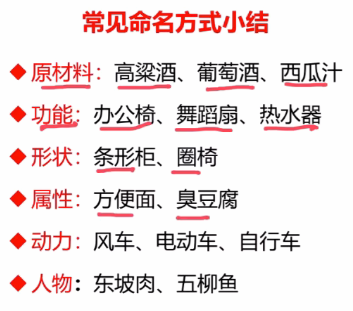 常见命名方式小结
◆ 原材料：高粱酒、葡萄酒、西瓜汁
◆ 功能：办公椅、舞蹈扇、热水器
◆ 形状：条形柜、圈椅
◆ 属性：方便面、臭豆腐
◆ 动力：风车、电动车、自行车
◆ 人物：东坡肉、五柳鱼